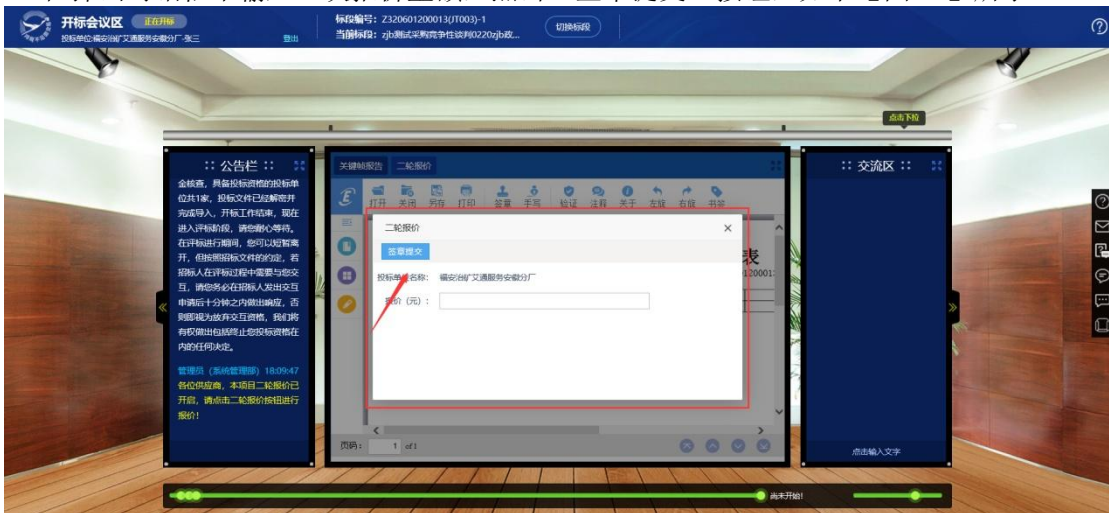 开标会议区 正在开标
投标单位:福安治矿艾通服务安徽分厂-张三 登出
标段编号：Z3206012000​13(JT003)-1
当前标段：zjb测试采购竞争性谈判0220zjb政...
切换标段
点击下拉
:: 公告栏 ::
金核查，具备投标资格的投标单
位共1家，投标文件已经解密并
完成导入，开标工作结束，现在
进入评标阶段，请您耐心等待。
在评标进行期间，您可以短暂离
开，但按照招标文件的约定，若
招标人在评标过程中需要与您交
互，请您务必在招标人发出交互
申请后十分钟之内做出响应，否
则即视为放弃交互资格，我们将
有权做出包括终止您投标资格在
内的任何决定。
管理员（系统管理部）18:09:47
各位供应商，本项目二轮报价已
开启，请点击二轮报价按钮进行
报价！
关键帧报告 二轮报价
打开 关闭 另存 打印 签章 手写 验证 注释 关于 左旋 右旋 书签
表
二轮报价 ×
签章提交
投标单位名称： 福安治矿艾通服务安徽分厂
报价（元）：
页码： 1 of1
:: 交流区 ::
点击输入文字
尚未开始!